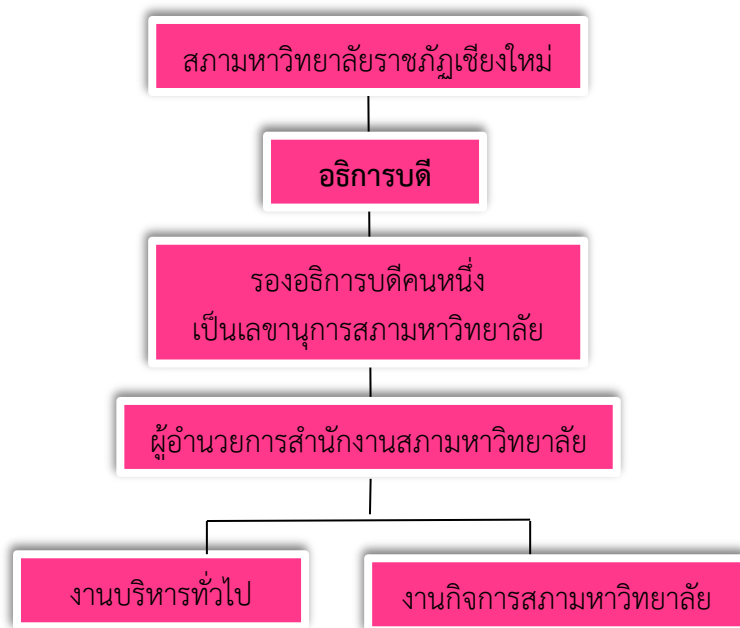 สภามหาวิทยาลัยราชภัฏเชียงใหม่
อธิการบดี
รองอธิการบดีคนหนึ่ง
เป็นเลขานุการสภามหาวิทยาลัย
ผู้อำนวยการสำนักงานสภามหาวิทยาลัย
งานบริหารทั่วไป
งานกิจการสภามหาวิทยาลัย